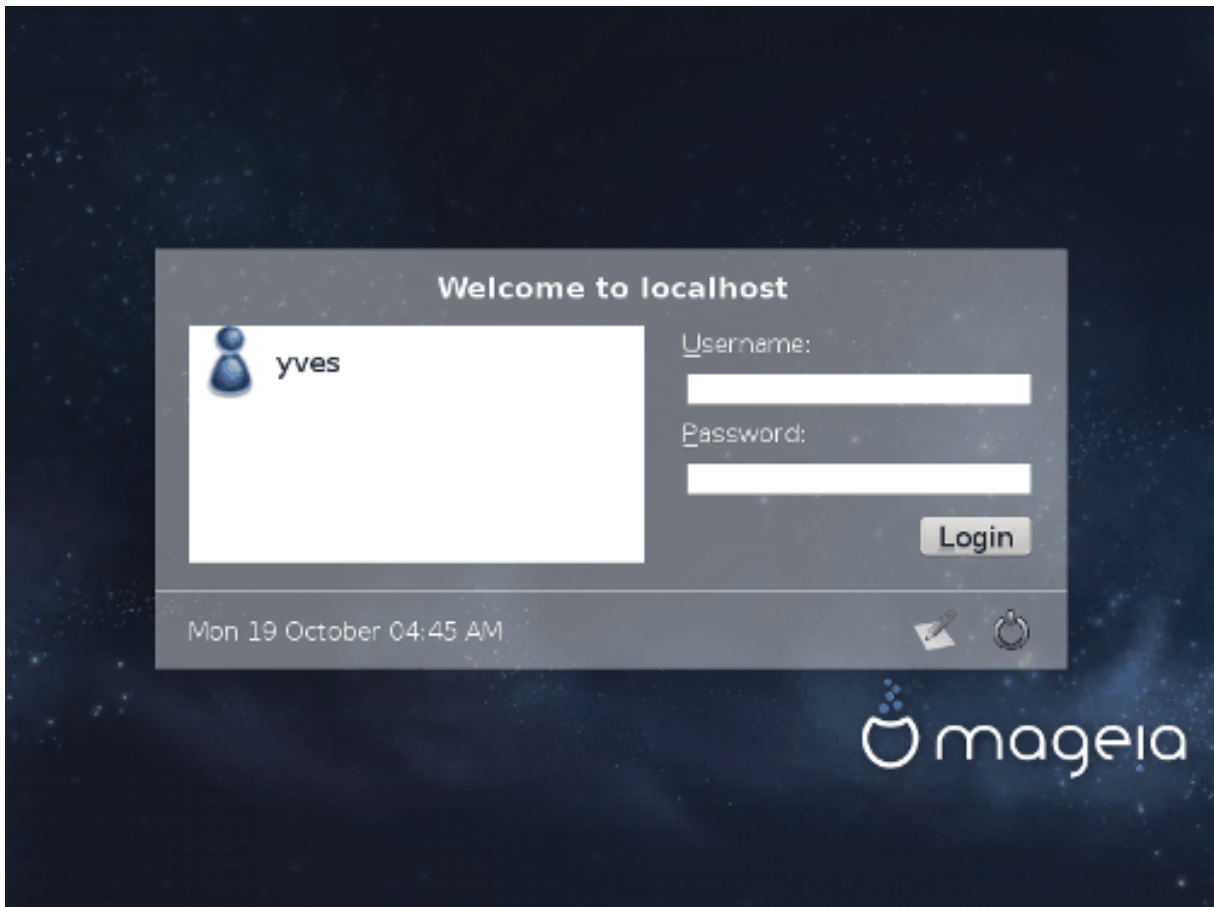 Welcome to localhost
yves
Username:
Password:
Login
Mon 19 October 04:45 AM
mageia